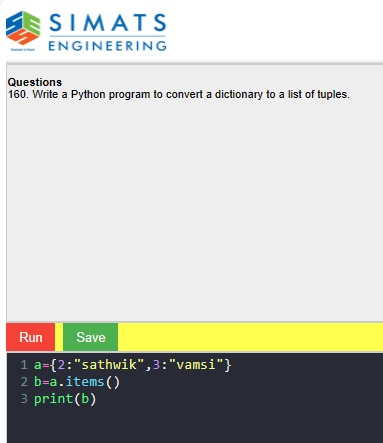 SIMATS
ENGINEERING
Questions
160. Write a Python program to convert a dictionary to a list of tuples.
Run
Save
1 a={2:"sathwik",3:"vamsi"}
2 b=a.items()
3 print(b)